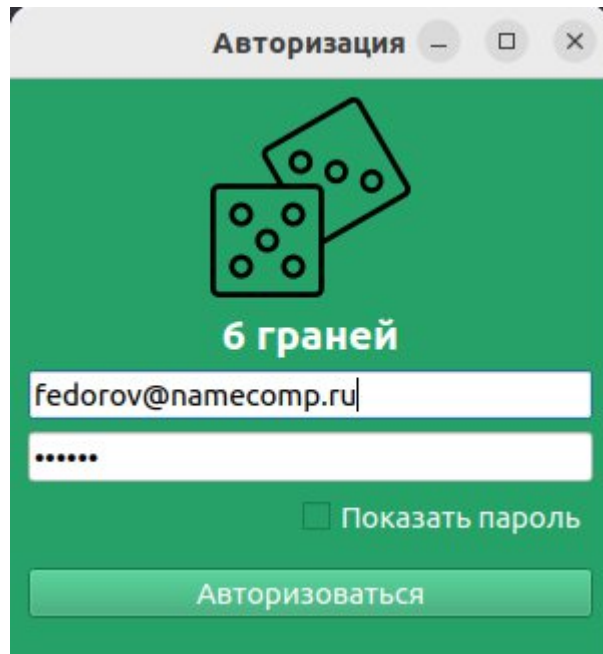 Авторизация
6 граней
fedorov@namecomp.ru
••••••
Показать пароль
Авторизоваться